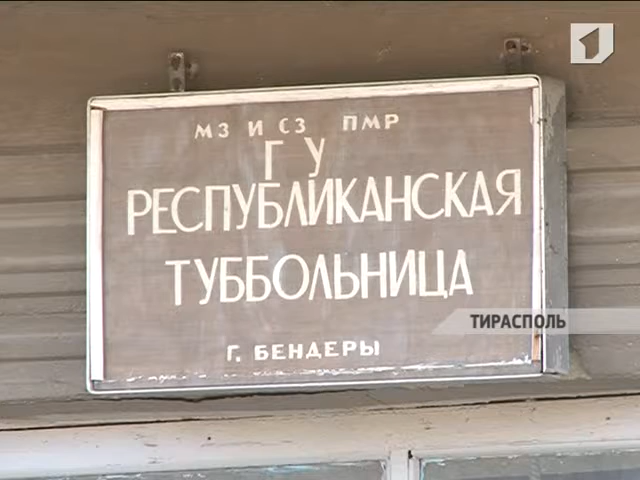 1
МЗ И СЗ ПМР
ГУ
РЕСПУБЛИКАНСКАЯ
ТУББОЛЬНИЦА
ТИРАСПОЛЬ
Г. БЕНДЕРЫ